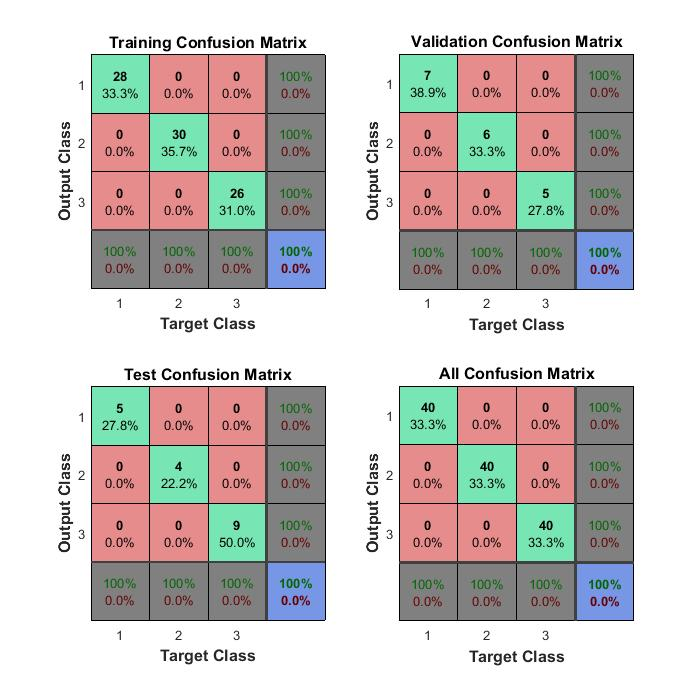 Training Confusion Matrix
28 0 0 100%
1
33.3% 0.0% 0.0% 0.0%
0 30 0 100%
2
0.0% 35.7% 0.0% 0.0%
0 0 26 100%
3
0.0% 0.0% 31.0% 0.0%
100% 100% 100% 100%
0.0% 0.0% 0.0% 0.0%
1 2 3
Target Class
Output Class
Validation Confusion Matrix
7 0 0 100%
1
38.9% 0.0% 0.0% 0.0%
0 6 0 100%
2
0.0% 33.3% 0.0% 0.0%
0 0 5 100%
3
0.0% 0.0% 27.8% 0.0%
100% 100% 100% 100%
0.0% 0.0% 0.0% 0.0%
1 2 3
Target Class
Output Class
Test Confusion Matrix
5 0 0 100%
1
27.8% 0.0% 0.0% 0.0%
0 4 0 100%
2
0.0% 22.2% 0.0% 0.0%
0 0 9 100%
3
0.0% 0.0% 50.0% 0.0%
100% 100% 100% 100%
0.0% 0.0% 0.0% 0.0%
1 2 3
Target Class
Output Class
All Confusion Matrix
40 0 0 100%
1
33.3% 0.0% 0.0% 0.0%
0 40 0 100%
2
0.0% 33.3% 0.0% 0.0%
0 0 40 100%
3
0.0% 0.0% 33.3% 0.0%
100% 100% 100% 100%
0.0% 0.0% 0.0% 0.0%
1 2 3
Target Class
Output Class